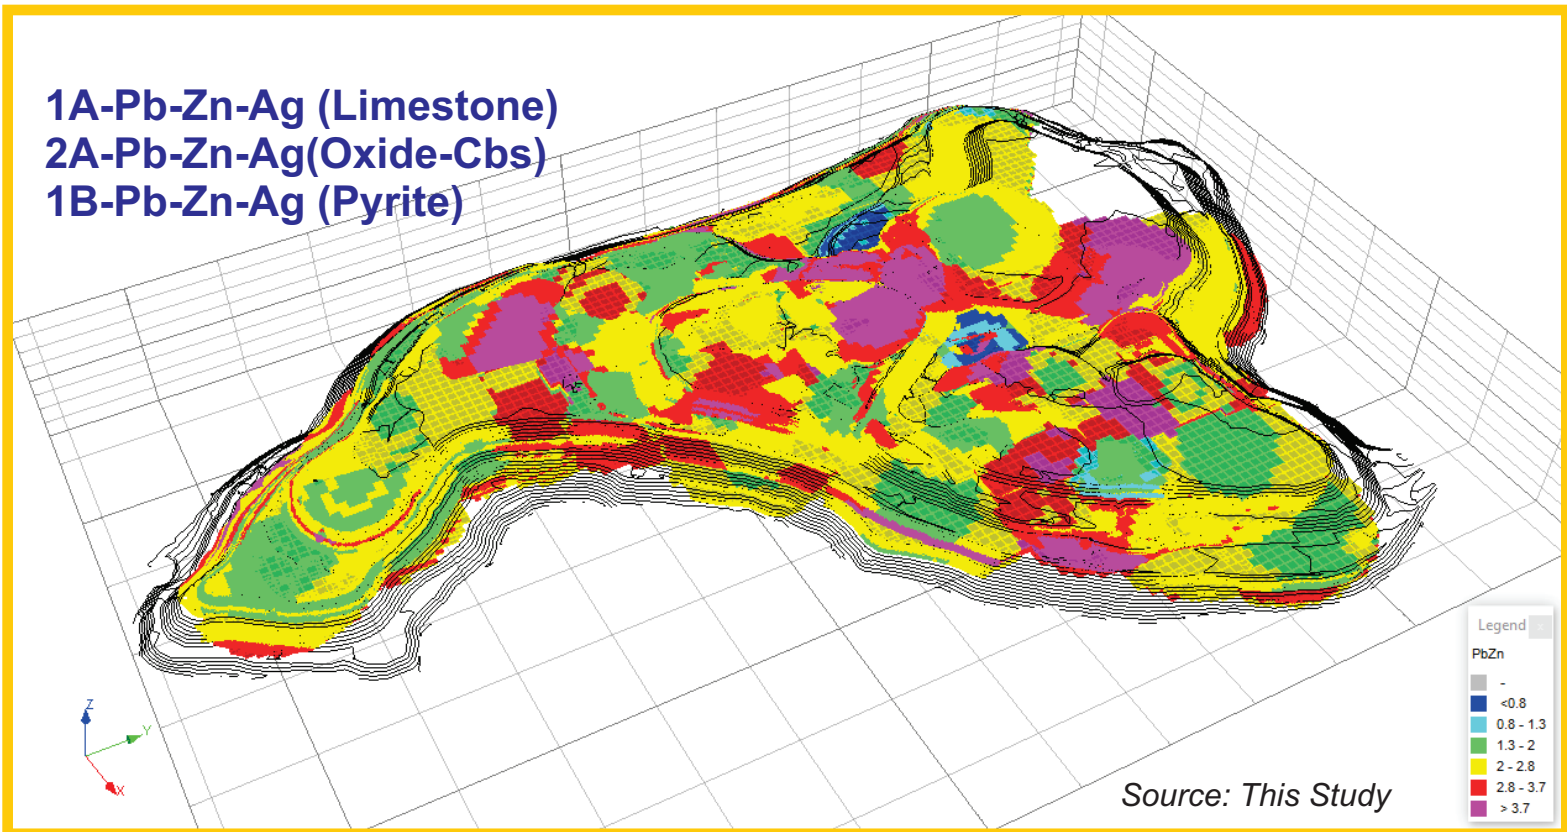 1A-Pb-Zn-Ag (Limestone)
2A-Pb-Zn-Ag(Oxide-Cbs)
1B-Pb-Zn-Ag (Pyrite)
Z
Y
X
Source: This Study
Legend x
PbZn
-
<0.8
0.8 - 1.3
1.3 - 2
2 - 2.8
2.8 - 3.7
> 3.7